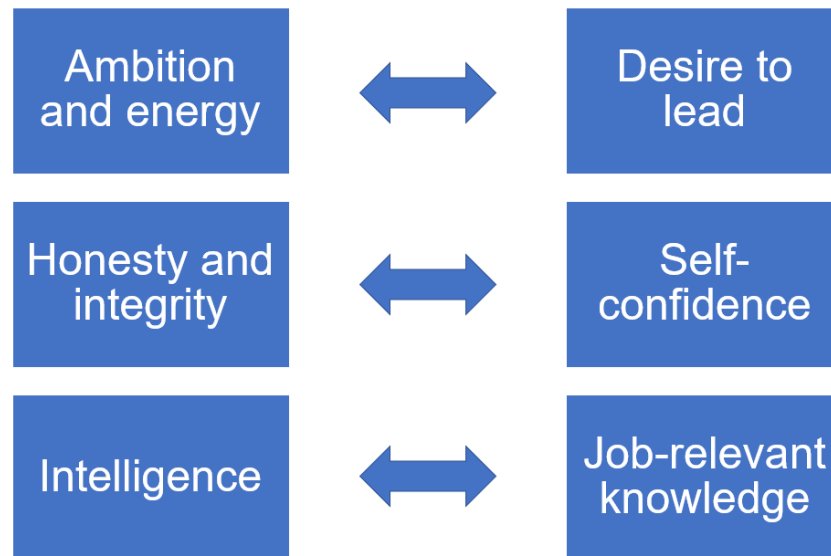 Ambition
and energy
Desire to
lead
Honesty and
integrity
Self-
confidence
Intelligence
Job-relevant
knowledge